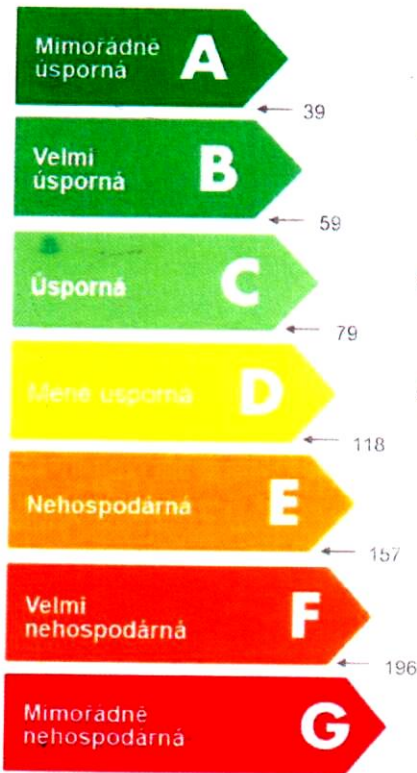 Mimořádně
úsporná
A
39
Velmi
úsporná
B
59
Úsporná
C
79
Méně úsporná
D
118
Nehospodárná
E
157
Velmi
nehospodárná
F
196
Mimořádně
nehospodárná
G